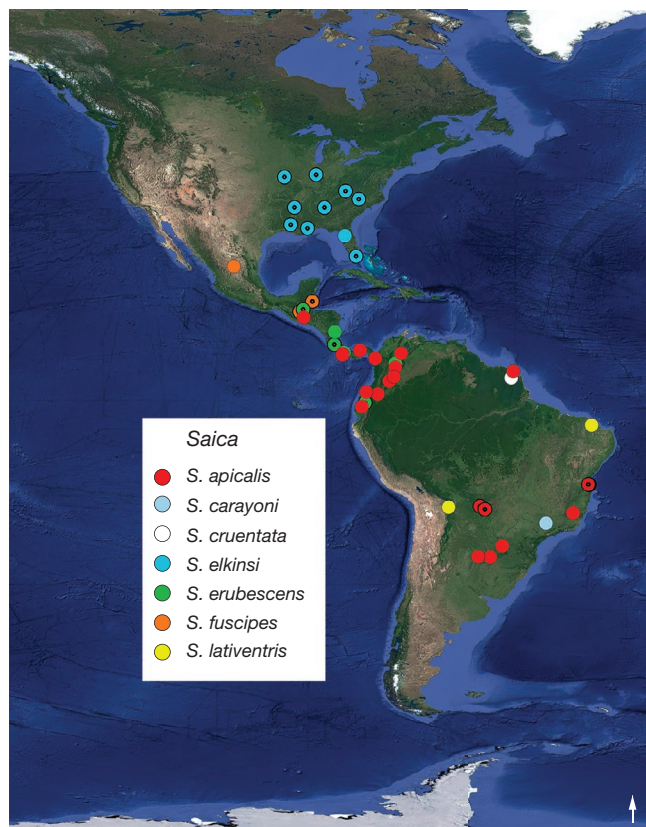 Saica
S. apicalis
S. carayoni
S. cruentata
S. elkinsi
S. erubescens
S. fuscipes
S. lativentris